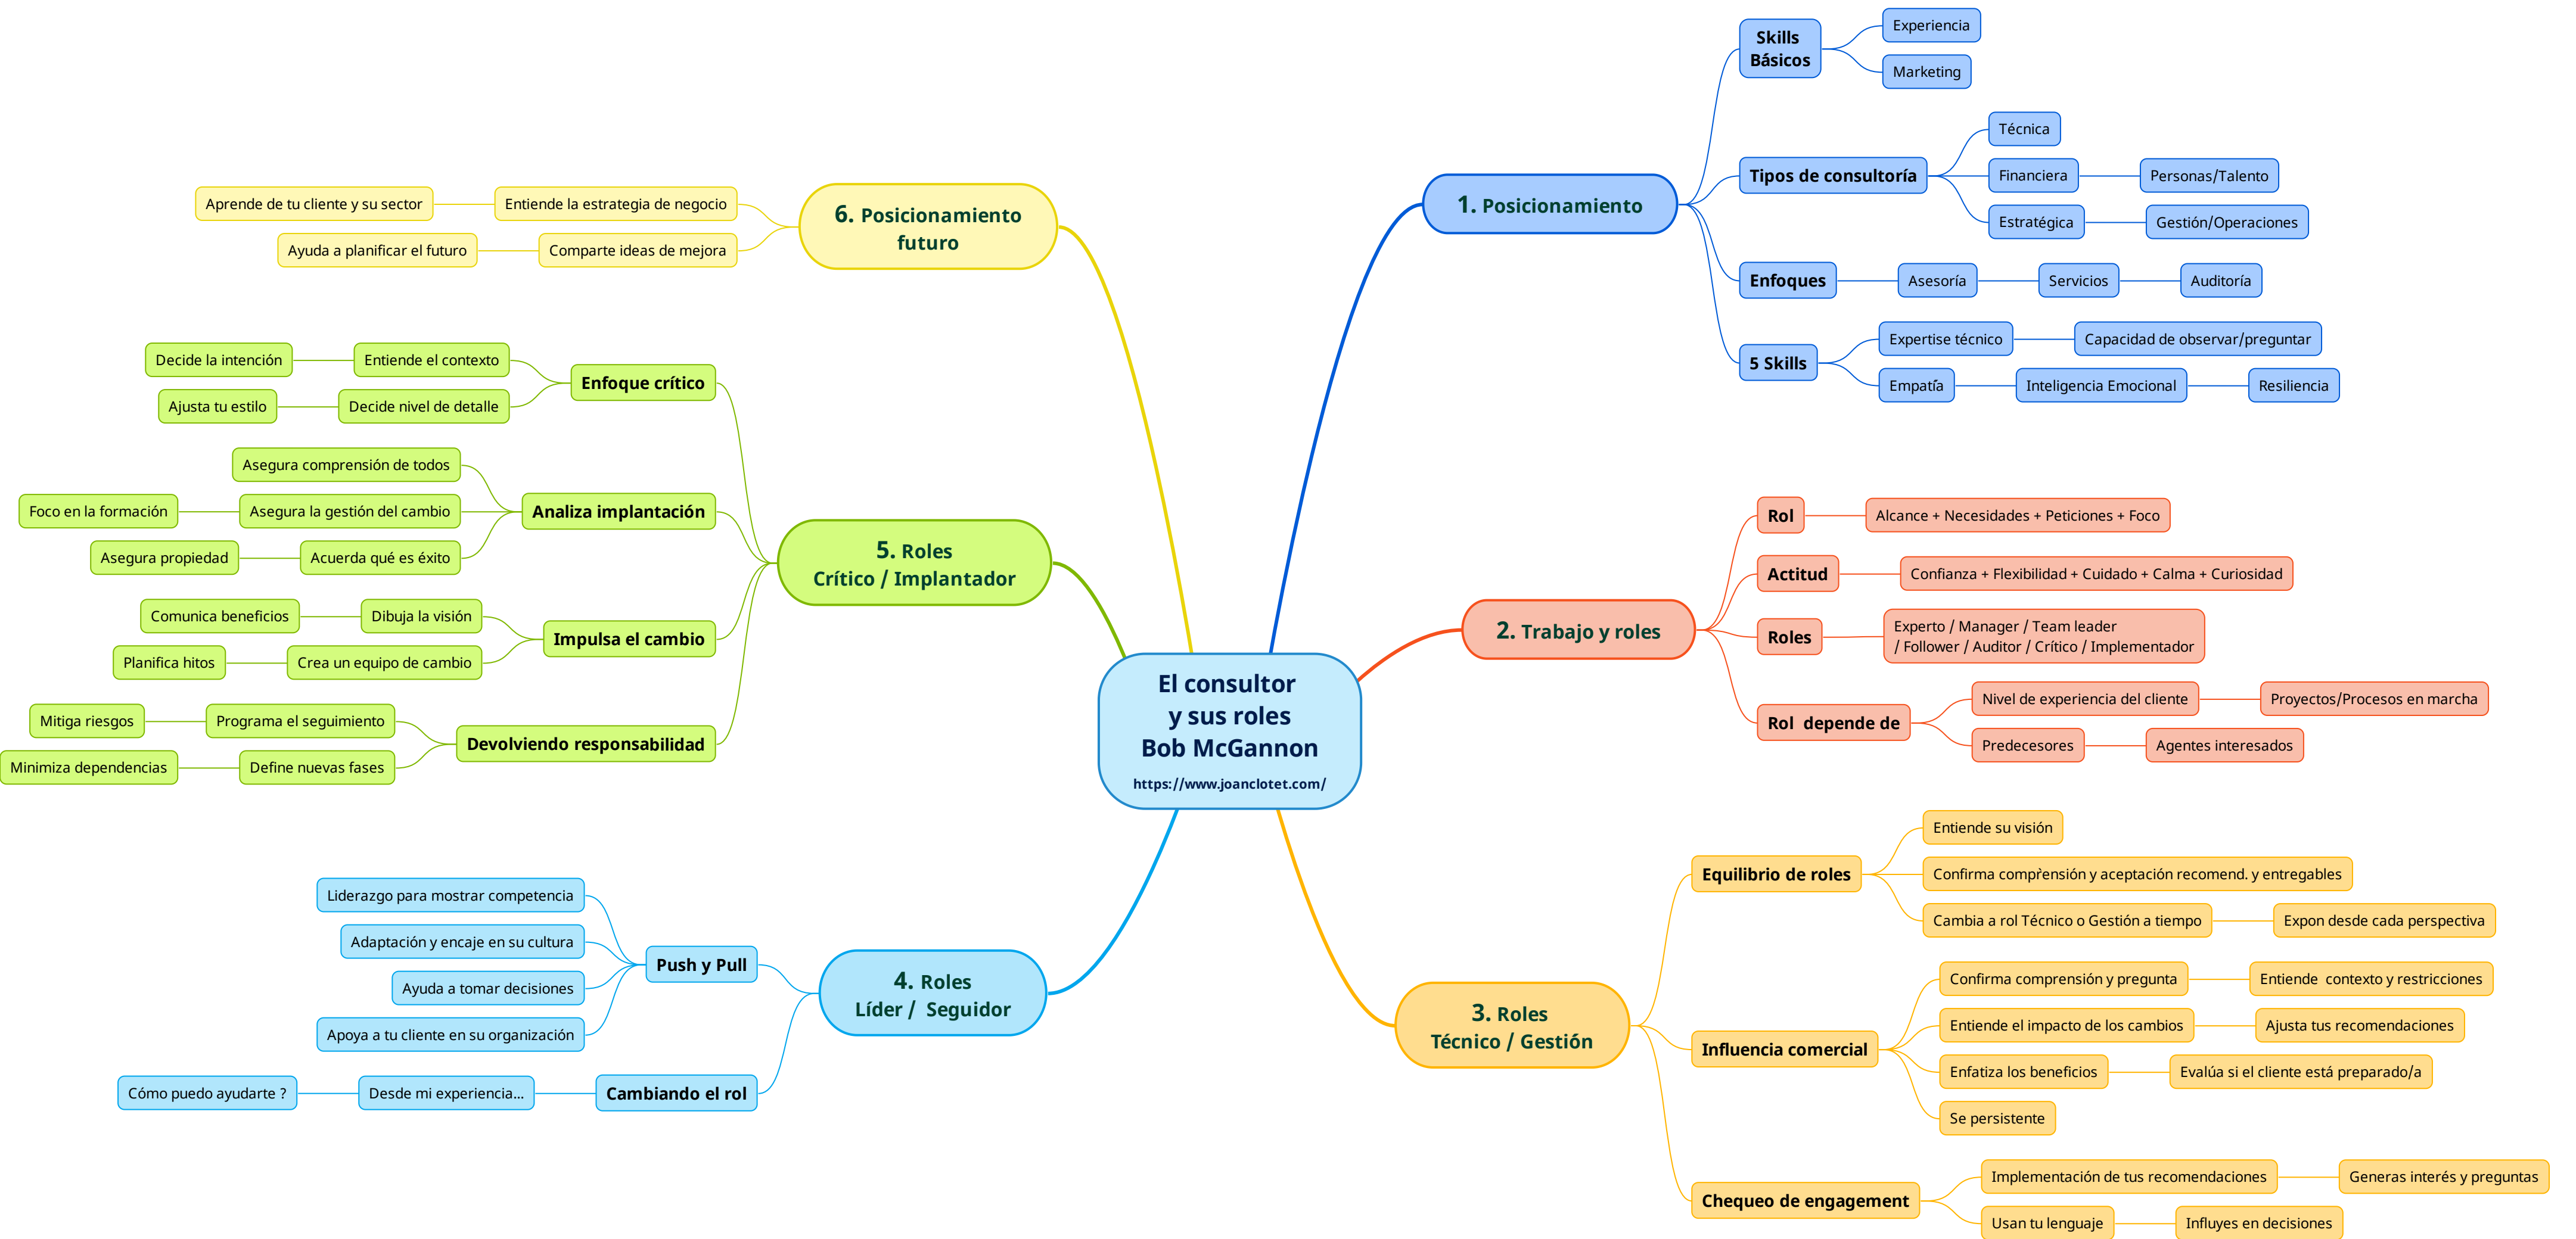 El consultor
y sus roles
Bob McGannon
https://www.joanclotet.com/
1. Posicionamiento
Skills
Básicos
Experiencia
Marketing
Tipos de consultoría
Técnica
Financiera
Personas/Talento
Estratégica
Gestión/Operaciones
Enfoques
Asesoría
Servicios
Auditoría
5 Skills
Expertise técnico
Capacidad de observar/preguntar
Empatía
Inteligencia Emocional
Resiliencia
2. Trabajo y roles
Rol
Alcance + Necesidades + Peticiones + Foco
Actitud
Confianza + Flexibilidad + Cuidado + Calma + Curiosidad
Roles
Experto / Manager / Team leader
/ Follower / Auditor / Crítico / Implementador
Rol  depende de
Nivel de experiencia del cliente
Proyectos/Procesos en marcha
Predecesores
Agentes interesados
3. Roles
Técnico / Gestión
Equilibrio de roles
Entiende su visión
Confirma compr̀ensión y aceptación recomend. y entregables
Cambia a rol Técnico o Gestión a tiempo
Expon desde cada perspectiva
Influencia comercial
Confirma comprensión y pregunta
Entiende  contexto y restricciones
Entiende el impacto de los cambios
Ajusta tus recomendaciones
Enfatiza los beneficios
Evalúa si el cliente está preparado/a
Se persistente
Chequeo de engagement
Implementación de tus recomendaciones
Generas interés y preguntas
Usan tu lenguaje
Influyes en decisiones
4. Roles
Líder /  Seguidor
Push y Pull
Liderazgo para mostrar competencia
Adaptación y encaje en su cultura
Ayuda a tomar decisiones
Apoya a tu cliente en su organización
Cambiando el rol
Desde mi experiencia...
Cómo puedo ayudarte ?
5. Roles
Crítico / Implantador
Enfoque crítico
Entiende el contexto
Decide la intención
Decide nivel de detalle
Ajusta tu estilo
Analiza implantación
Asegura comprensión de todos
Asegura la gestión del cambio
Foco en la formación
Acuerda qué es éxito
Asegura propiedad
Impulsa el cambio
Dibuja la visión
Comunica beneficios
Crea un equipo de cambio
Planifica hitos
Devolviendo responsabilidad
Programa el seguimiento
Mitiga riesgos
Define nuevas fases
Minimiza dependencias
6. Posicionamiento
futuro
Entiende la estrategia de negocio
Aprende de tu cliente y su sector
Comparte ideas de mejora
Ayuda a planificar el futuro